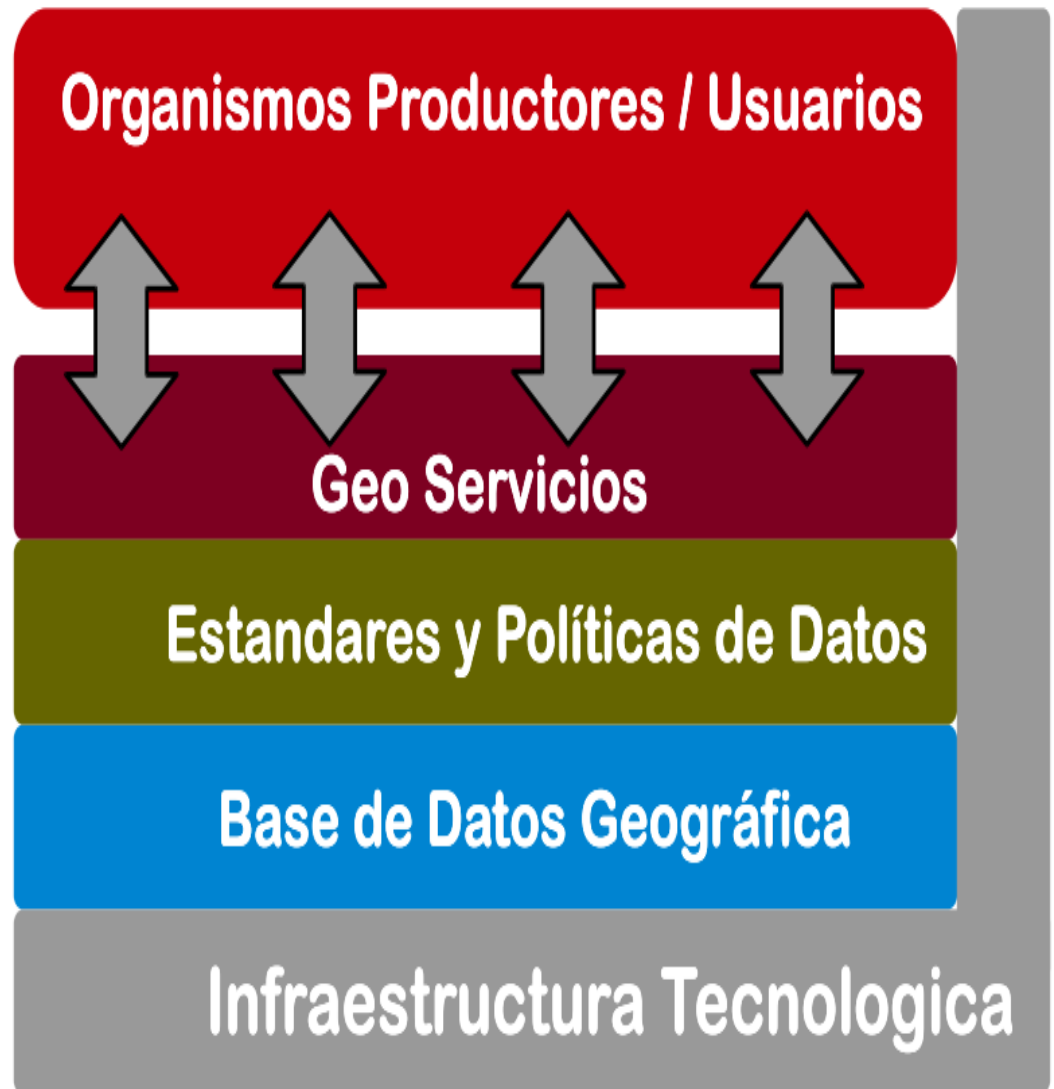 Organismos Productores / Usuarios
Geo Servicios
Estandares y Políticas de Datos
Base de Datos Geográfica
Infraestructura Tecnologica